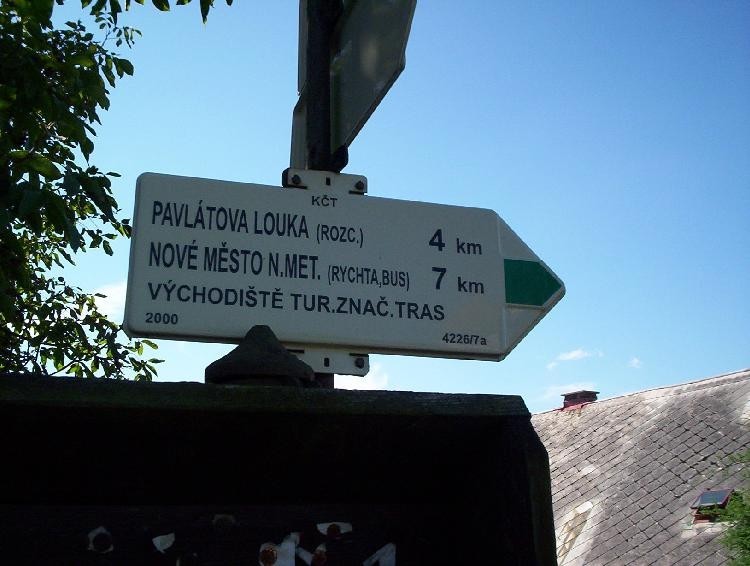 KČT
PAVLÁTOVA LOUKA (ROZC.) 4 km
NOVÉ MĚSTO N.MET. (RYCHTA,BUS) 7 km
VÝCHODIŠTĚ TUR.ZNAČ.TRAS
2000 4226/7a